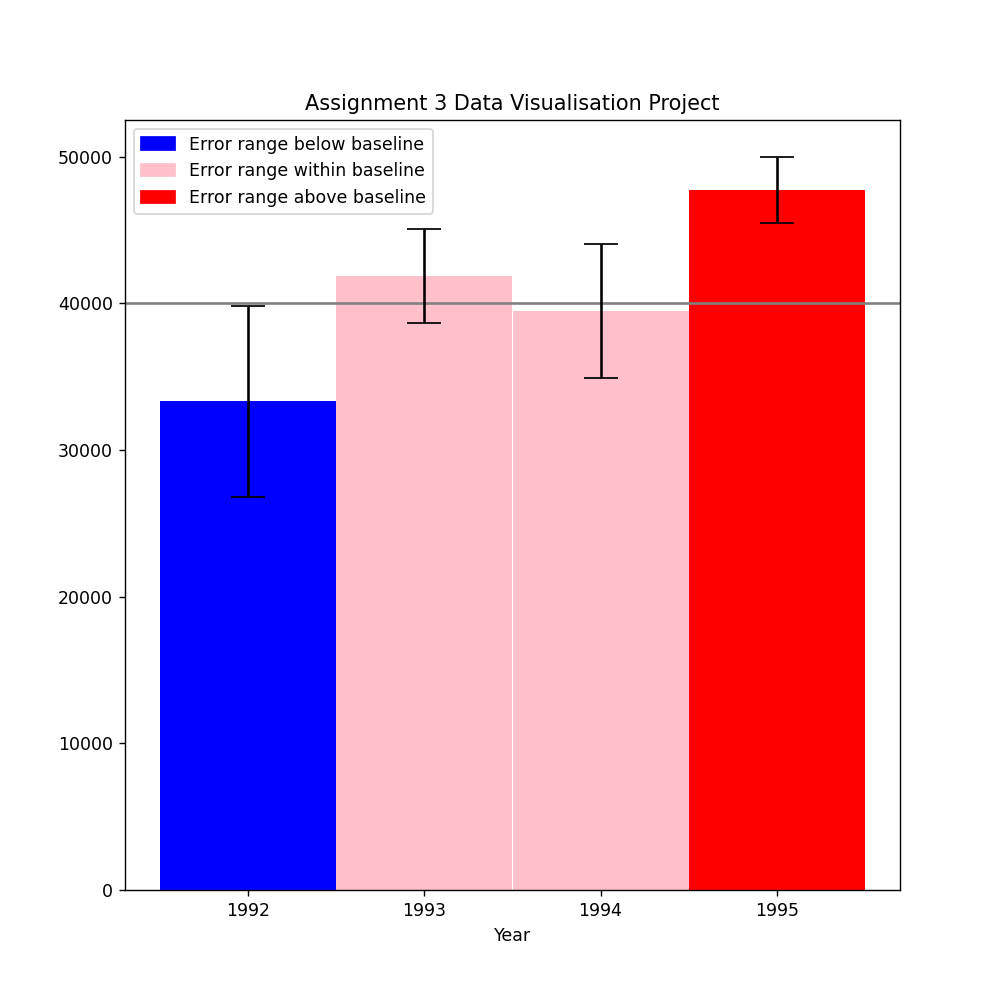 Assignment 3 Data Visualisation Project
Error range below baseline
Error range within baseline
Error range above baseline
50000
40000
30000
20000
10000
0
1992 1993 1994 1995
Year